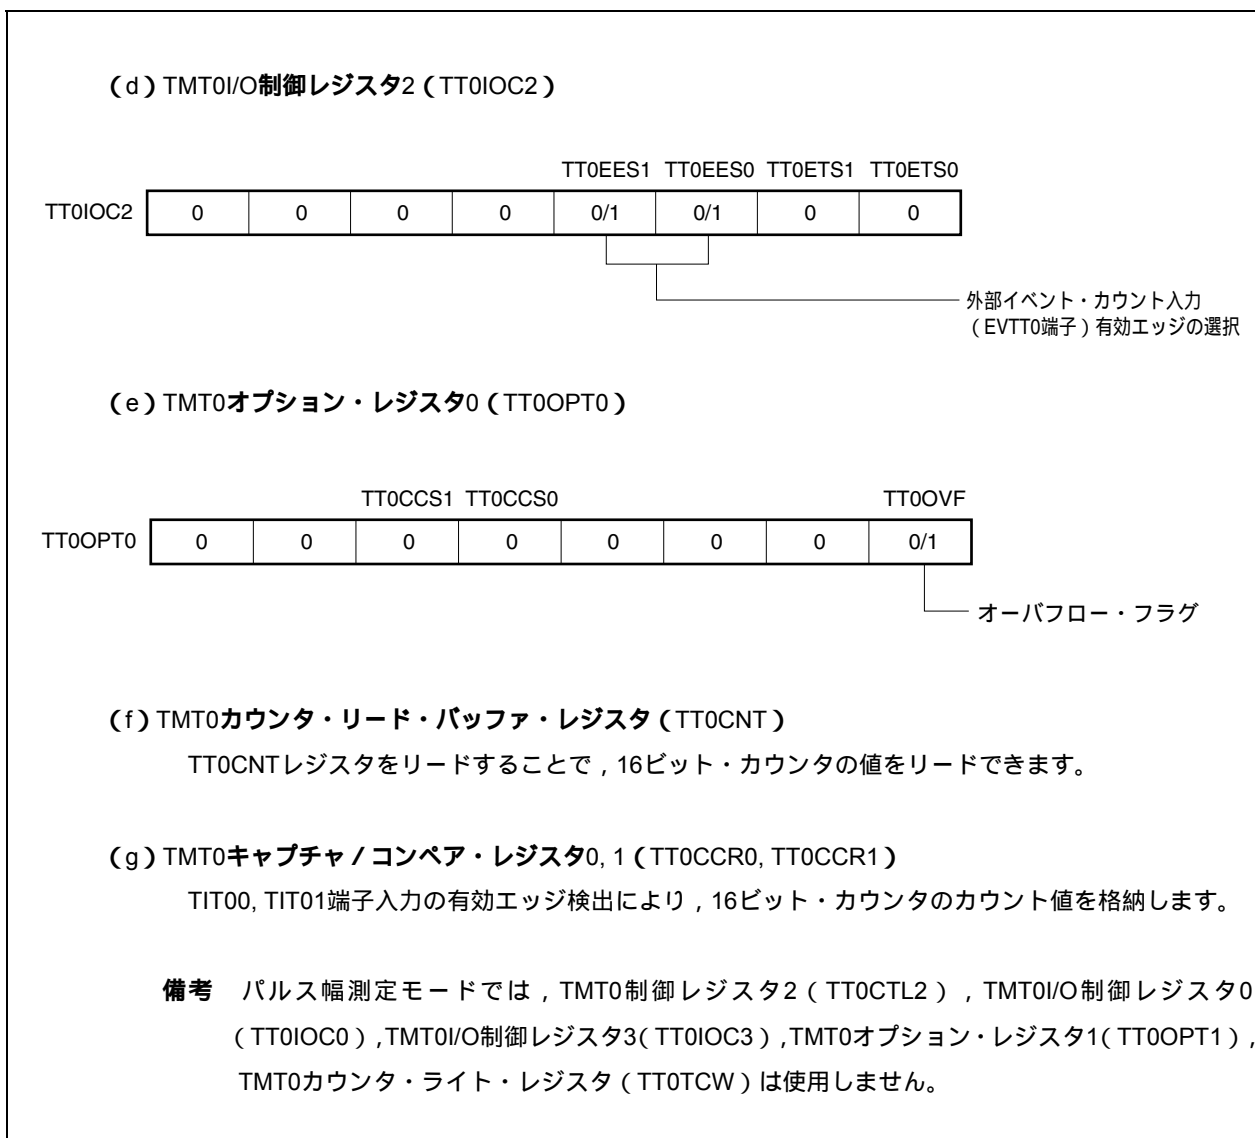 （d）TMT0I/O制御レジスタ2（TT0IOC2）
TT0EES1 TT0EES0 TT0ETS1 TT0ETS0
TT0IOC2 0 0 0 0 0/1 0/1 0 0
外部イベント・カウント入力
（EVTT0端子）有効エッジの選択
（e）TMT0オプション・レジスタ0（TT0OPT0）
TT0CCS1 TT0CCS0 TT0OVF
TT0OPT0 0 0 0 0 0 0 0 0/1
オーバフロー・フラグ
（f）TMT0カウンタ・リード・バッファ・レジスタ（TT0CNT）
TT0CNTレジスタをリードすることで，16ビット・カウンタの値をリードできます。
（g）TMT0キャプチャ／コンペア・レジスタ0, 1（TT0CCR0, TT0CCR1）
TIT00, TIT01端子入力の有効エッジ検出により，16ビット・カウンタのカウント値を格納します。
備考 パルス幅測定モードでは，TMT0制御レジスタ2（TT0CTL2），TMT0I/O制御レジスタ0
（TT0IOC0），TMT0I/O制御レジスタ3（TT0IOC3），TMT0オプション・レジスタ1（TT0OPT1），
TMT0カウンタ・ライト・レジスタ（TT0TCW）は使用しません。